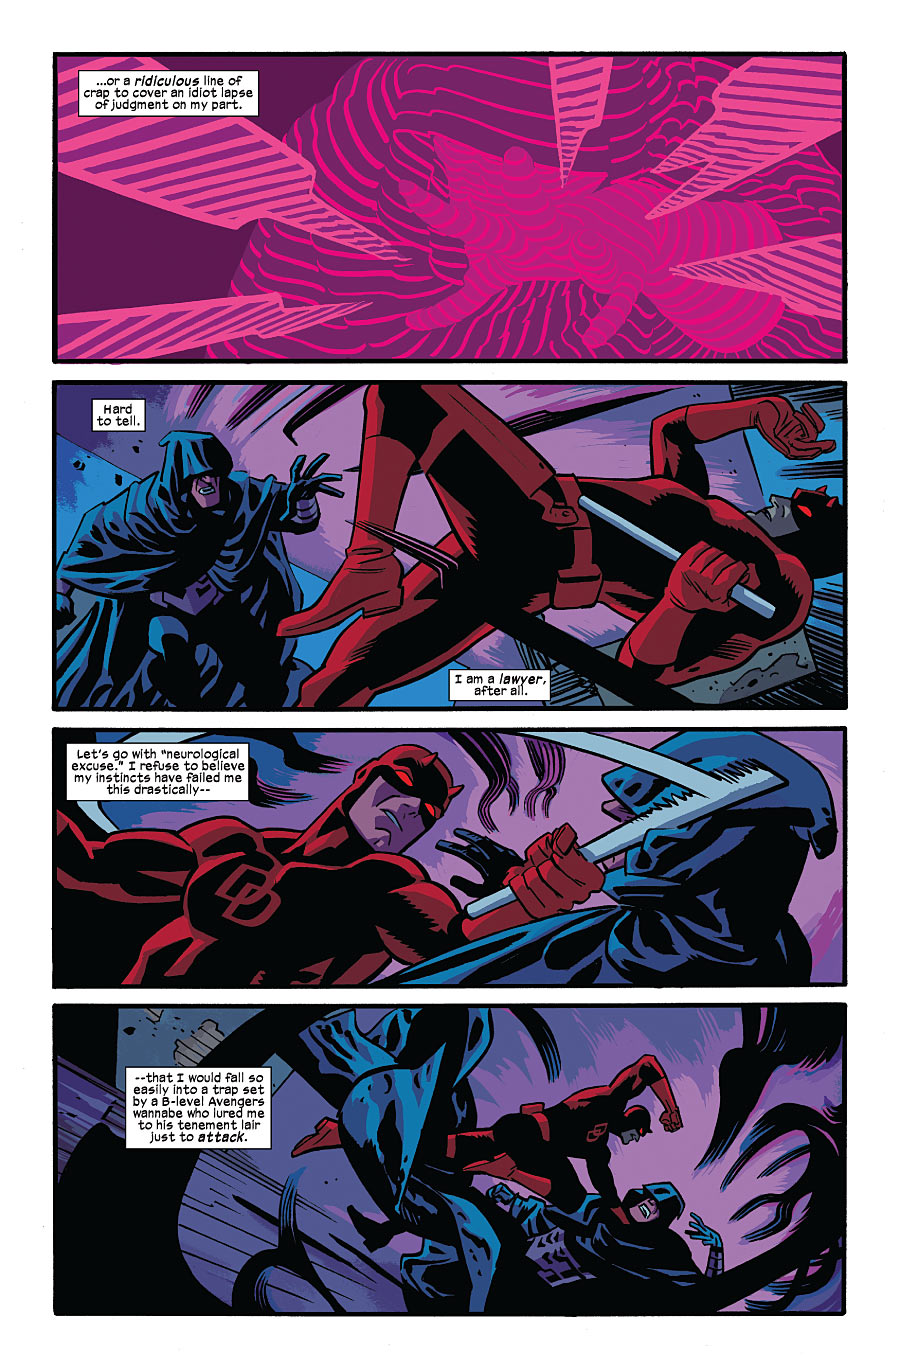 ...or a ridiculous line of
crap to cover an idiot lapse
of judgment on my part.
Hard
to tell.
I am a lawyer,
after all.
Let's go with "neurological
excuse." I refuse to believe
my instincts have failed me
this drastically--
DD
--that I would fall so
easily into a trap set
by a B-level Avengers
wannabe who lured me
to his tenement lair
just to attack.
DD